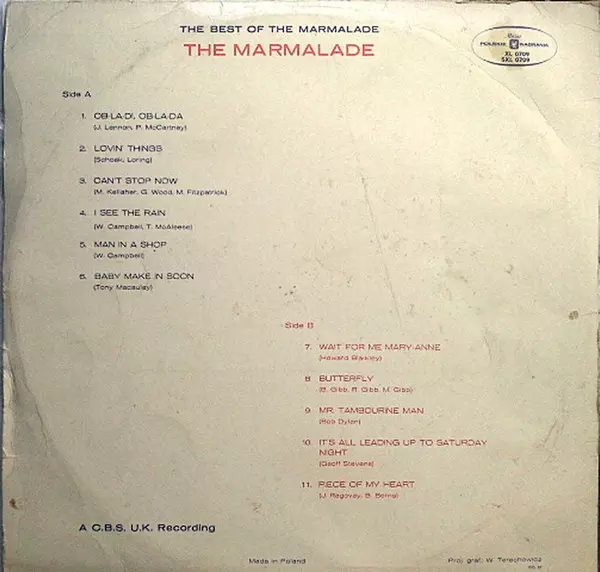 THE BEST OF THE MARMALADE
THE MARMALADE
POLSKIE NAGRANIA
XL 0709
SXL 0709
Side A
1. OB-LA-DI, OB-LA-DA
(J. Lennon, P. McCartney)
2. LOVIN' THINGS
(Schoek, Loring)
3. CAN'T STOP NOW
(M. Kellaher, G. Wood, M. Fitzpatrick)
4. I SEE THE RAIN
(W. Campbell, T. McAleese)
5. MAN IN A SHOP
(W. Campbell)
6. BABY MAKE IN SOON
(Tony Macaulay)
Side B
7. WAIT FOR ME MARY-ANNE
(Howard Blaikley)
8. BUTTERFLY
(B. Gibb, R. Gibb, M. Gibb)
9. MR. TAMBOURINE MAN
(Bob Dylan)
10. IT'S ALL LEADING UP TO SATURDAY
NIGHT
(Geoff Stevens)
11. PIECE OF MY HEART
(J. Ragovay, B. Berns)
A C.B.S. U.K. Recording
Made in Poland
Proj. graf.: W. Terechowicz